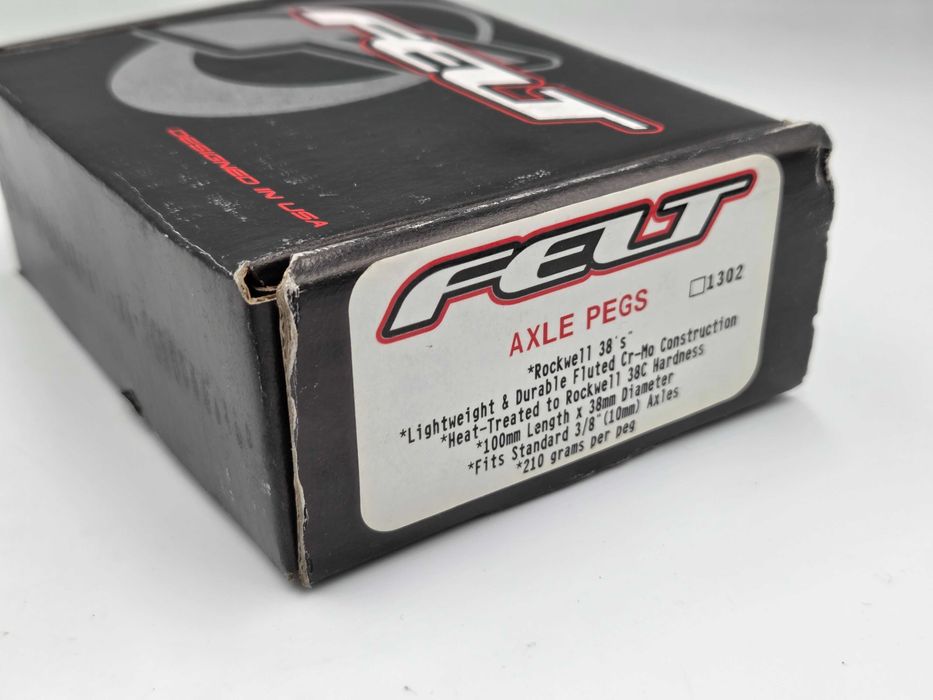 FELT
DESIGNED IN USA
FELT
AXLE PEGS
□1302
*Rockwell 38's"
*Lightweight & Durable Fluted Cr-Mo Construction
*Heat-Treated to Rockwell 38C Hardness
*100mm Length x 38mm Diameter
*Fits Standard 3/8"(10mm) Axles
*210 grams per peg